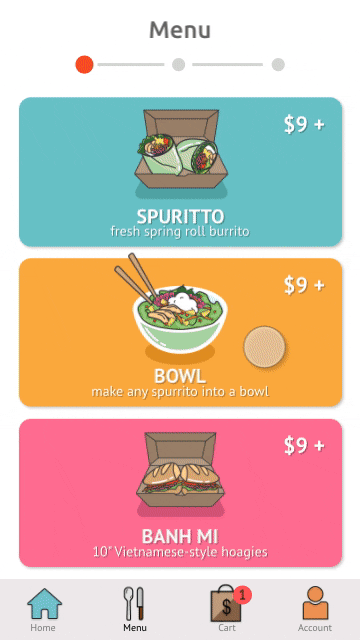 Menu
$9 +
SPURITTO
fresh spring roll burrito
$9 +
BOWL
make any spurrito into a bowl
$9 +
BANH MI
10" Vietnamese-style hoagies
$
1
Home
Menu
Cart
Account